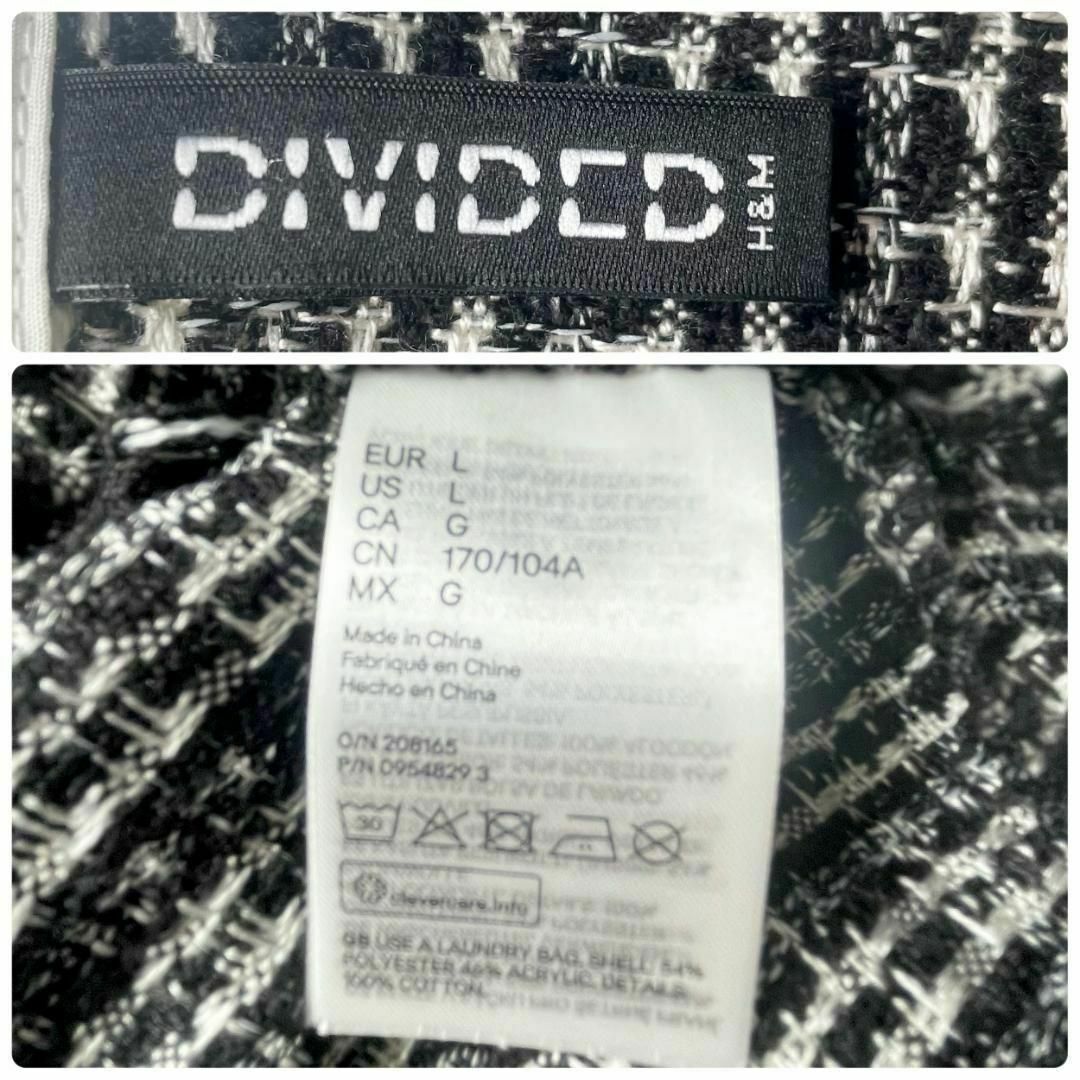 DIVIDED
H&M
EUR L
US L
CA G
CN 170/104A
MX G
Made in China
Fabriqué en Chine
Hecho en China
O/N 208165
P/N 0954829 3
30
clevercare.info
GB USE A LAUNDRY BAG. SHELL: 54%
POLYESTER 46% ACRYLIC. DETAILS:
100% COTTON.